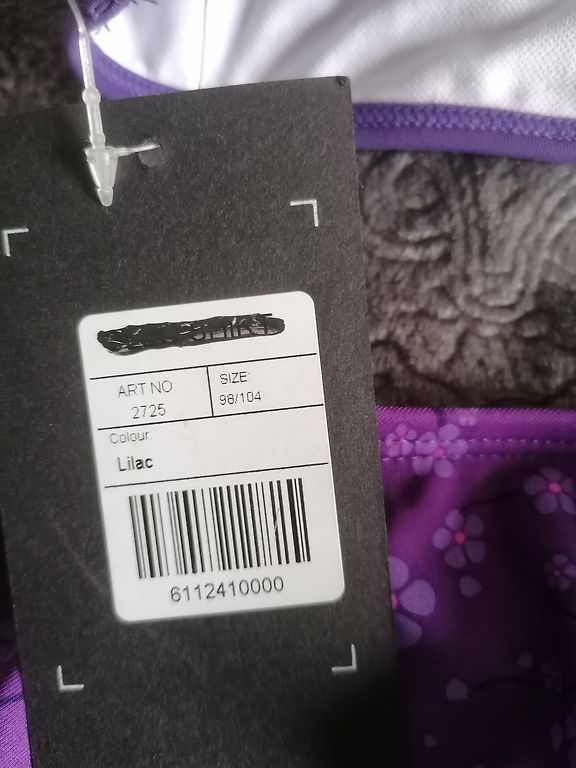 ART NO
2725
SIZE:
98/104
Colour:
Lilac
6112410000